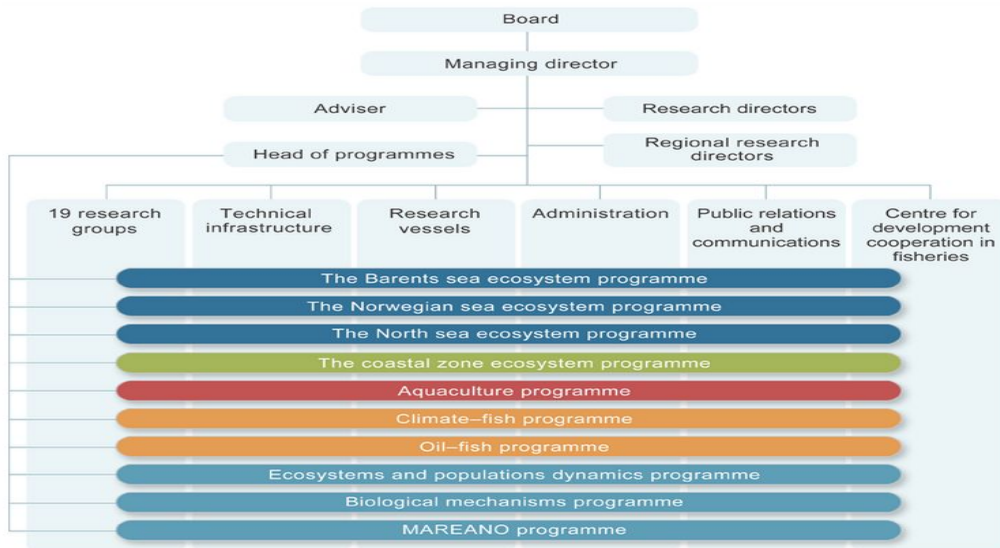 Board
Managing director
Adviser
Research directors
Head of programmes
Regional research
directors
19 research
groups
Technical
infrastructure
Research
vessels
Administration
Public relations
and
communications
Centre for
development
cooperation in
fisheries
The Barents sea ecosystem programme
The Norwegian sea ecosystem programme
The North sea ecosystem programme
The coastal zone ecosystem programme
Aquaculture programme
Climate–fish programme
Oil–fish programme
Ecosystems and populations dynamics programme
Biological mechanisms programme
MAREANO programme